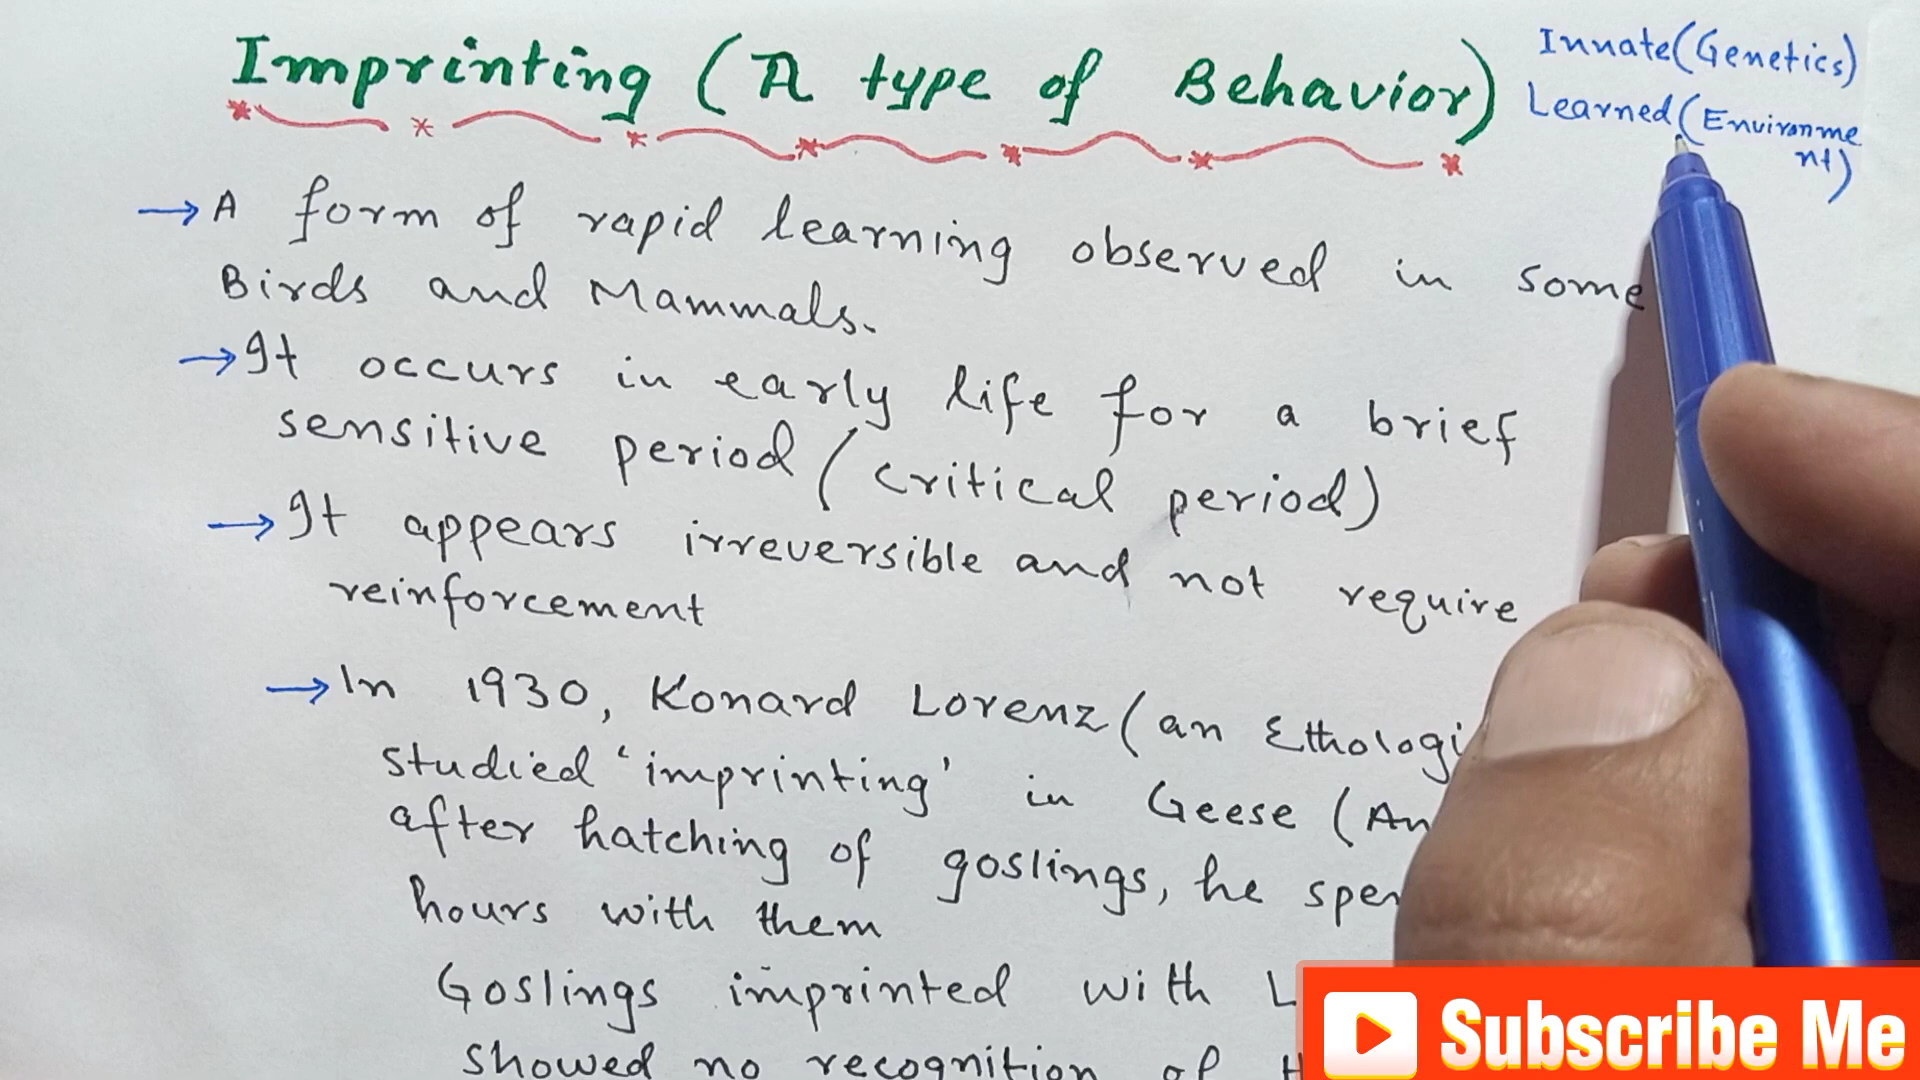 Imprinting (A type of Behavior)
Innate(Genetics)
Learned(Environme
nt)
→A form of rapid learning observed in some
Birds and Mammals.
→It occurs in early life for a brief
sensitive period (critical period)
→It appears irreversible and not require
reinforcement
→In 1930, Konard Lorenz (an
studied 'imprinting' in Geese (
after hatching of goslings, he
hours with them
Goslings imprinted with
showed no recognition of
Subscribe Me